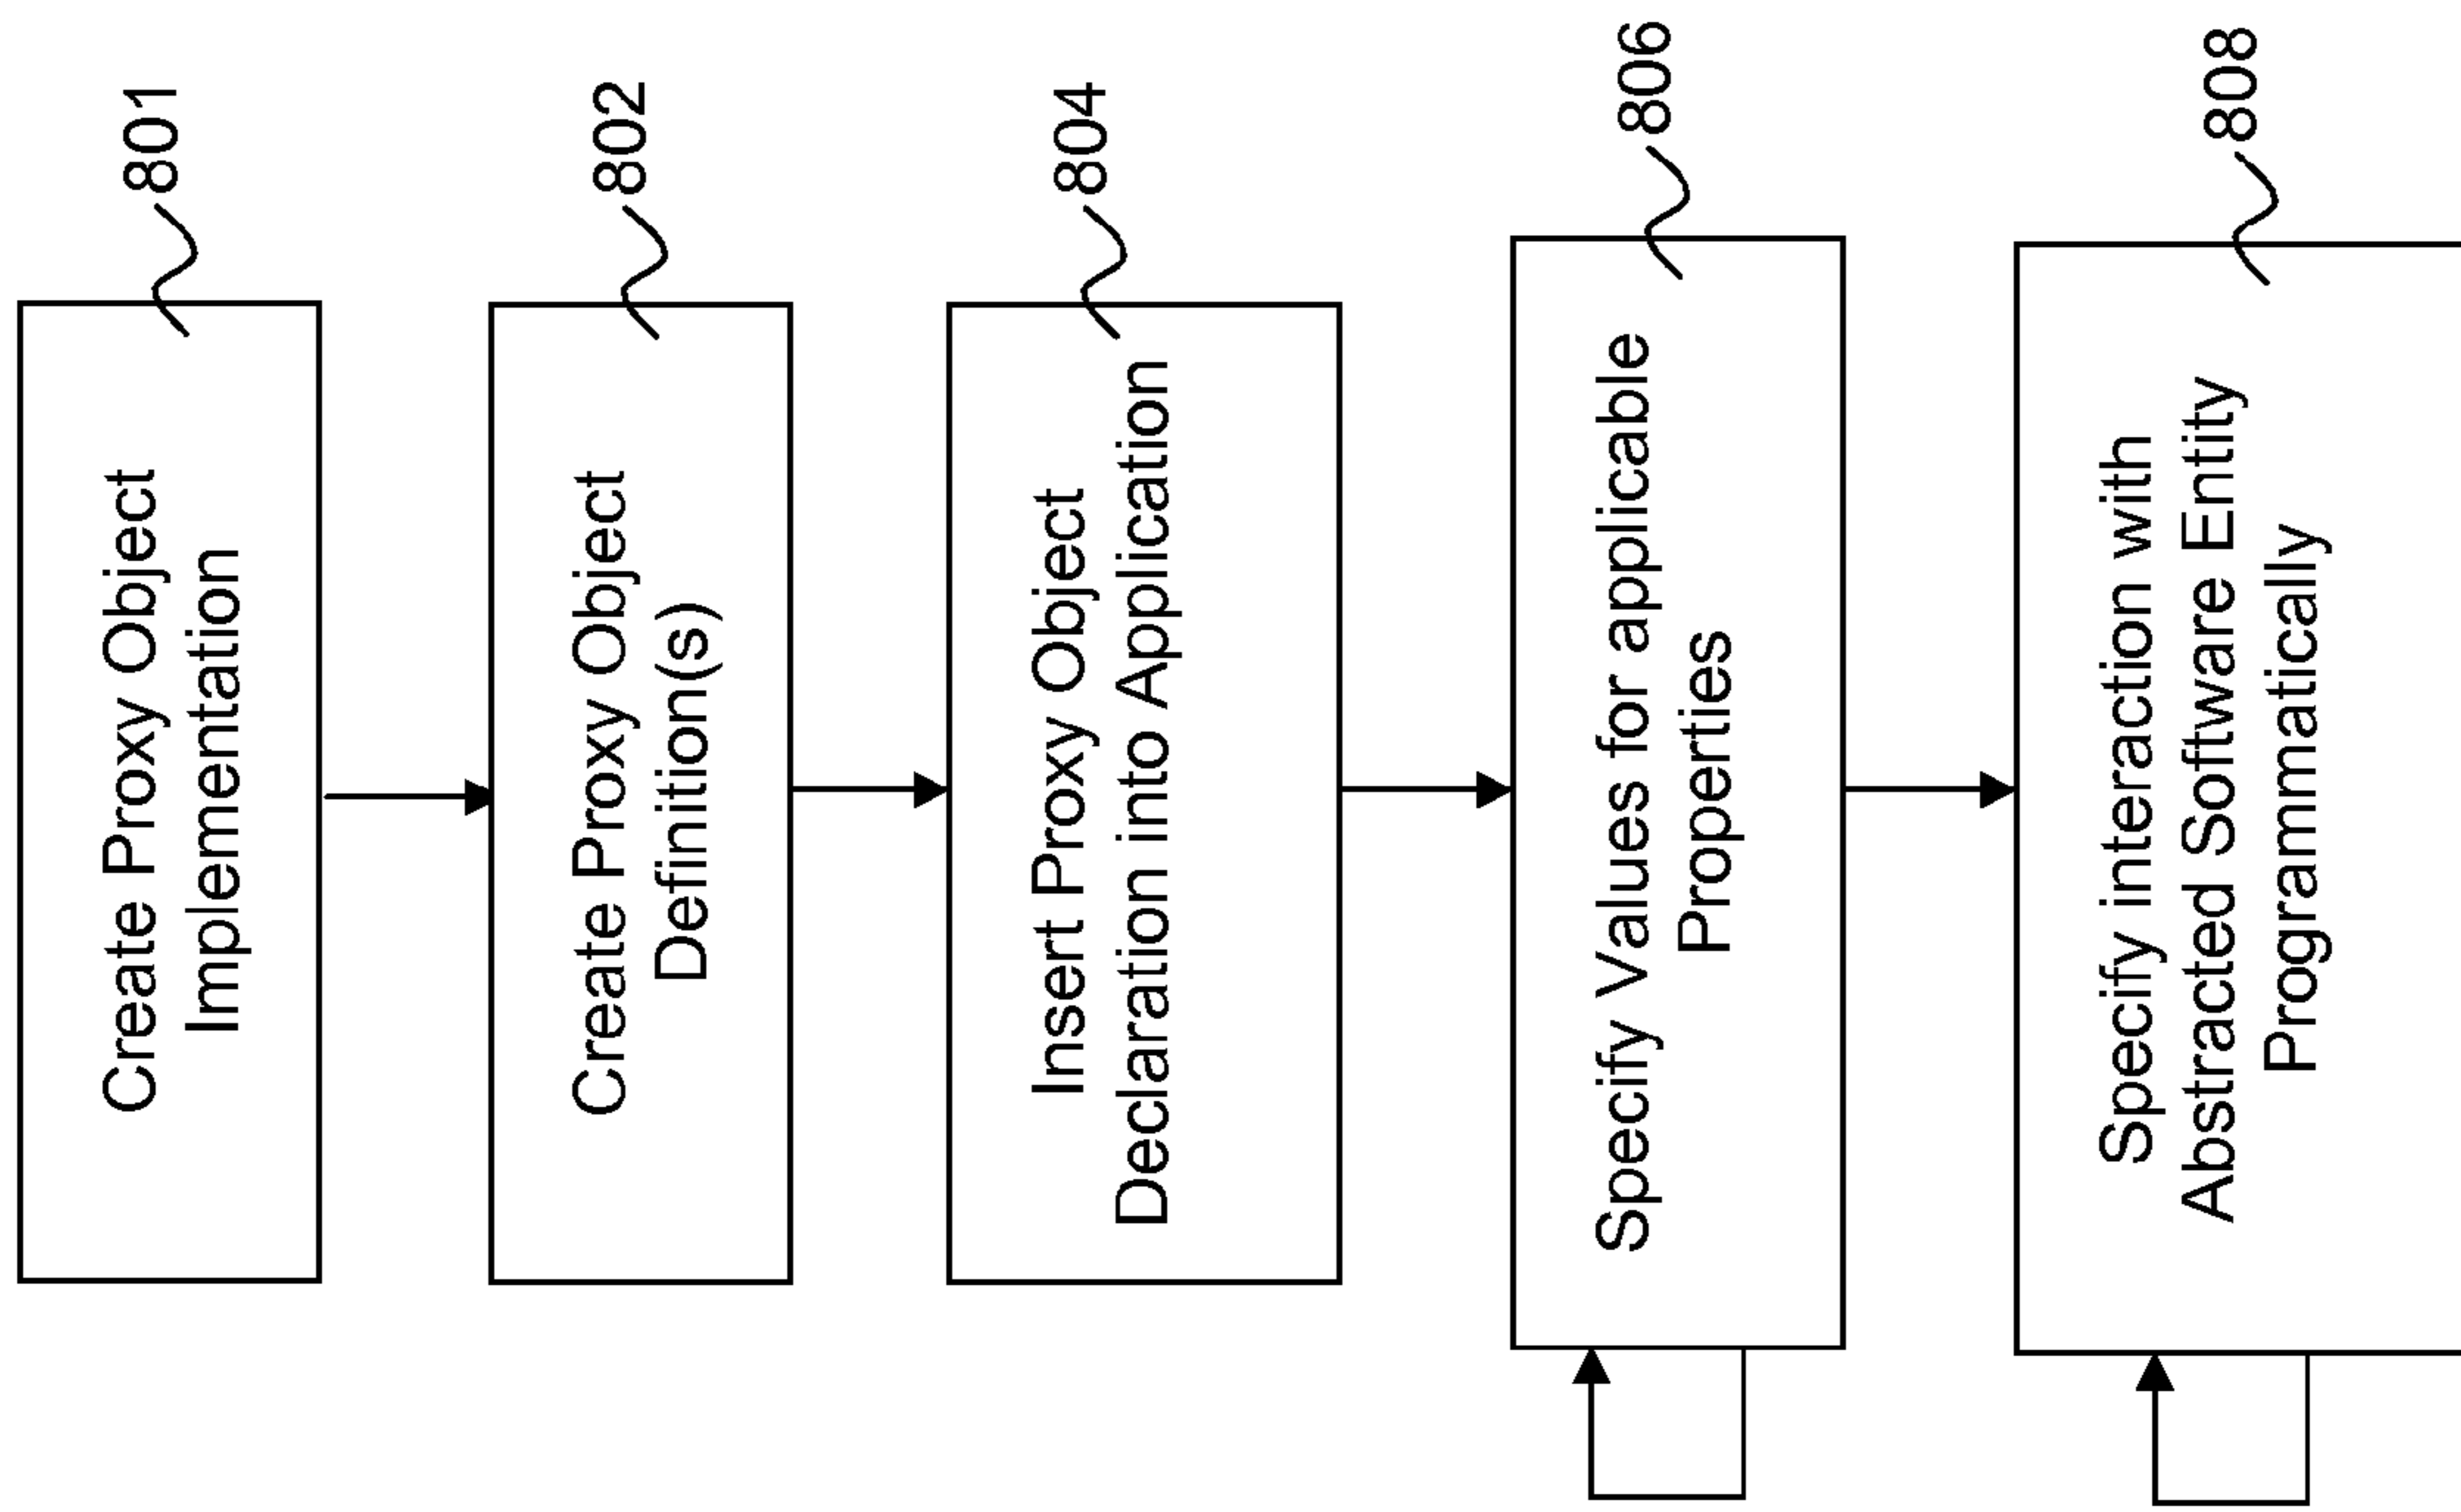 Create Proxy Object
Implementation
801
Create Proxy Object
Definition(s)
802
Insert Proxy Object
Declaration into Application
804
Specify Values for applicable
Properties
806
Specify interaction with
Abstracted Software Entity
Programmatically
808